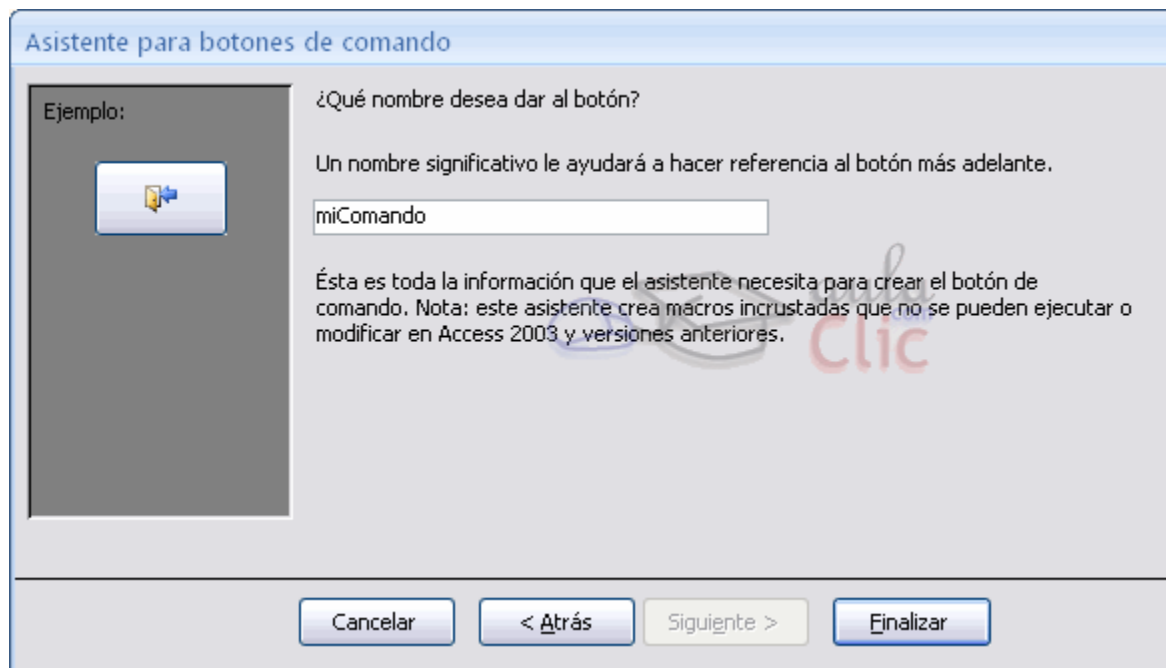 Asistente para botones de comando
Ejemplo:
¿Qué nombre desea dar al botón?
Un nombre significativo le ayudará a hacer referencia al botón más adelante.
miComando
Ésta es toda la información que el asistente necesita para crear el botón de
comando. Nota: este asistente crea macros incrustadas que no se pueden ejecutar o
modificar en Access 2003 y versiones anteriores.
aula
Clic
.com
Cancelar
< Atrás
Siguiente >
Finalizar